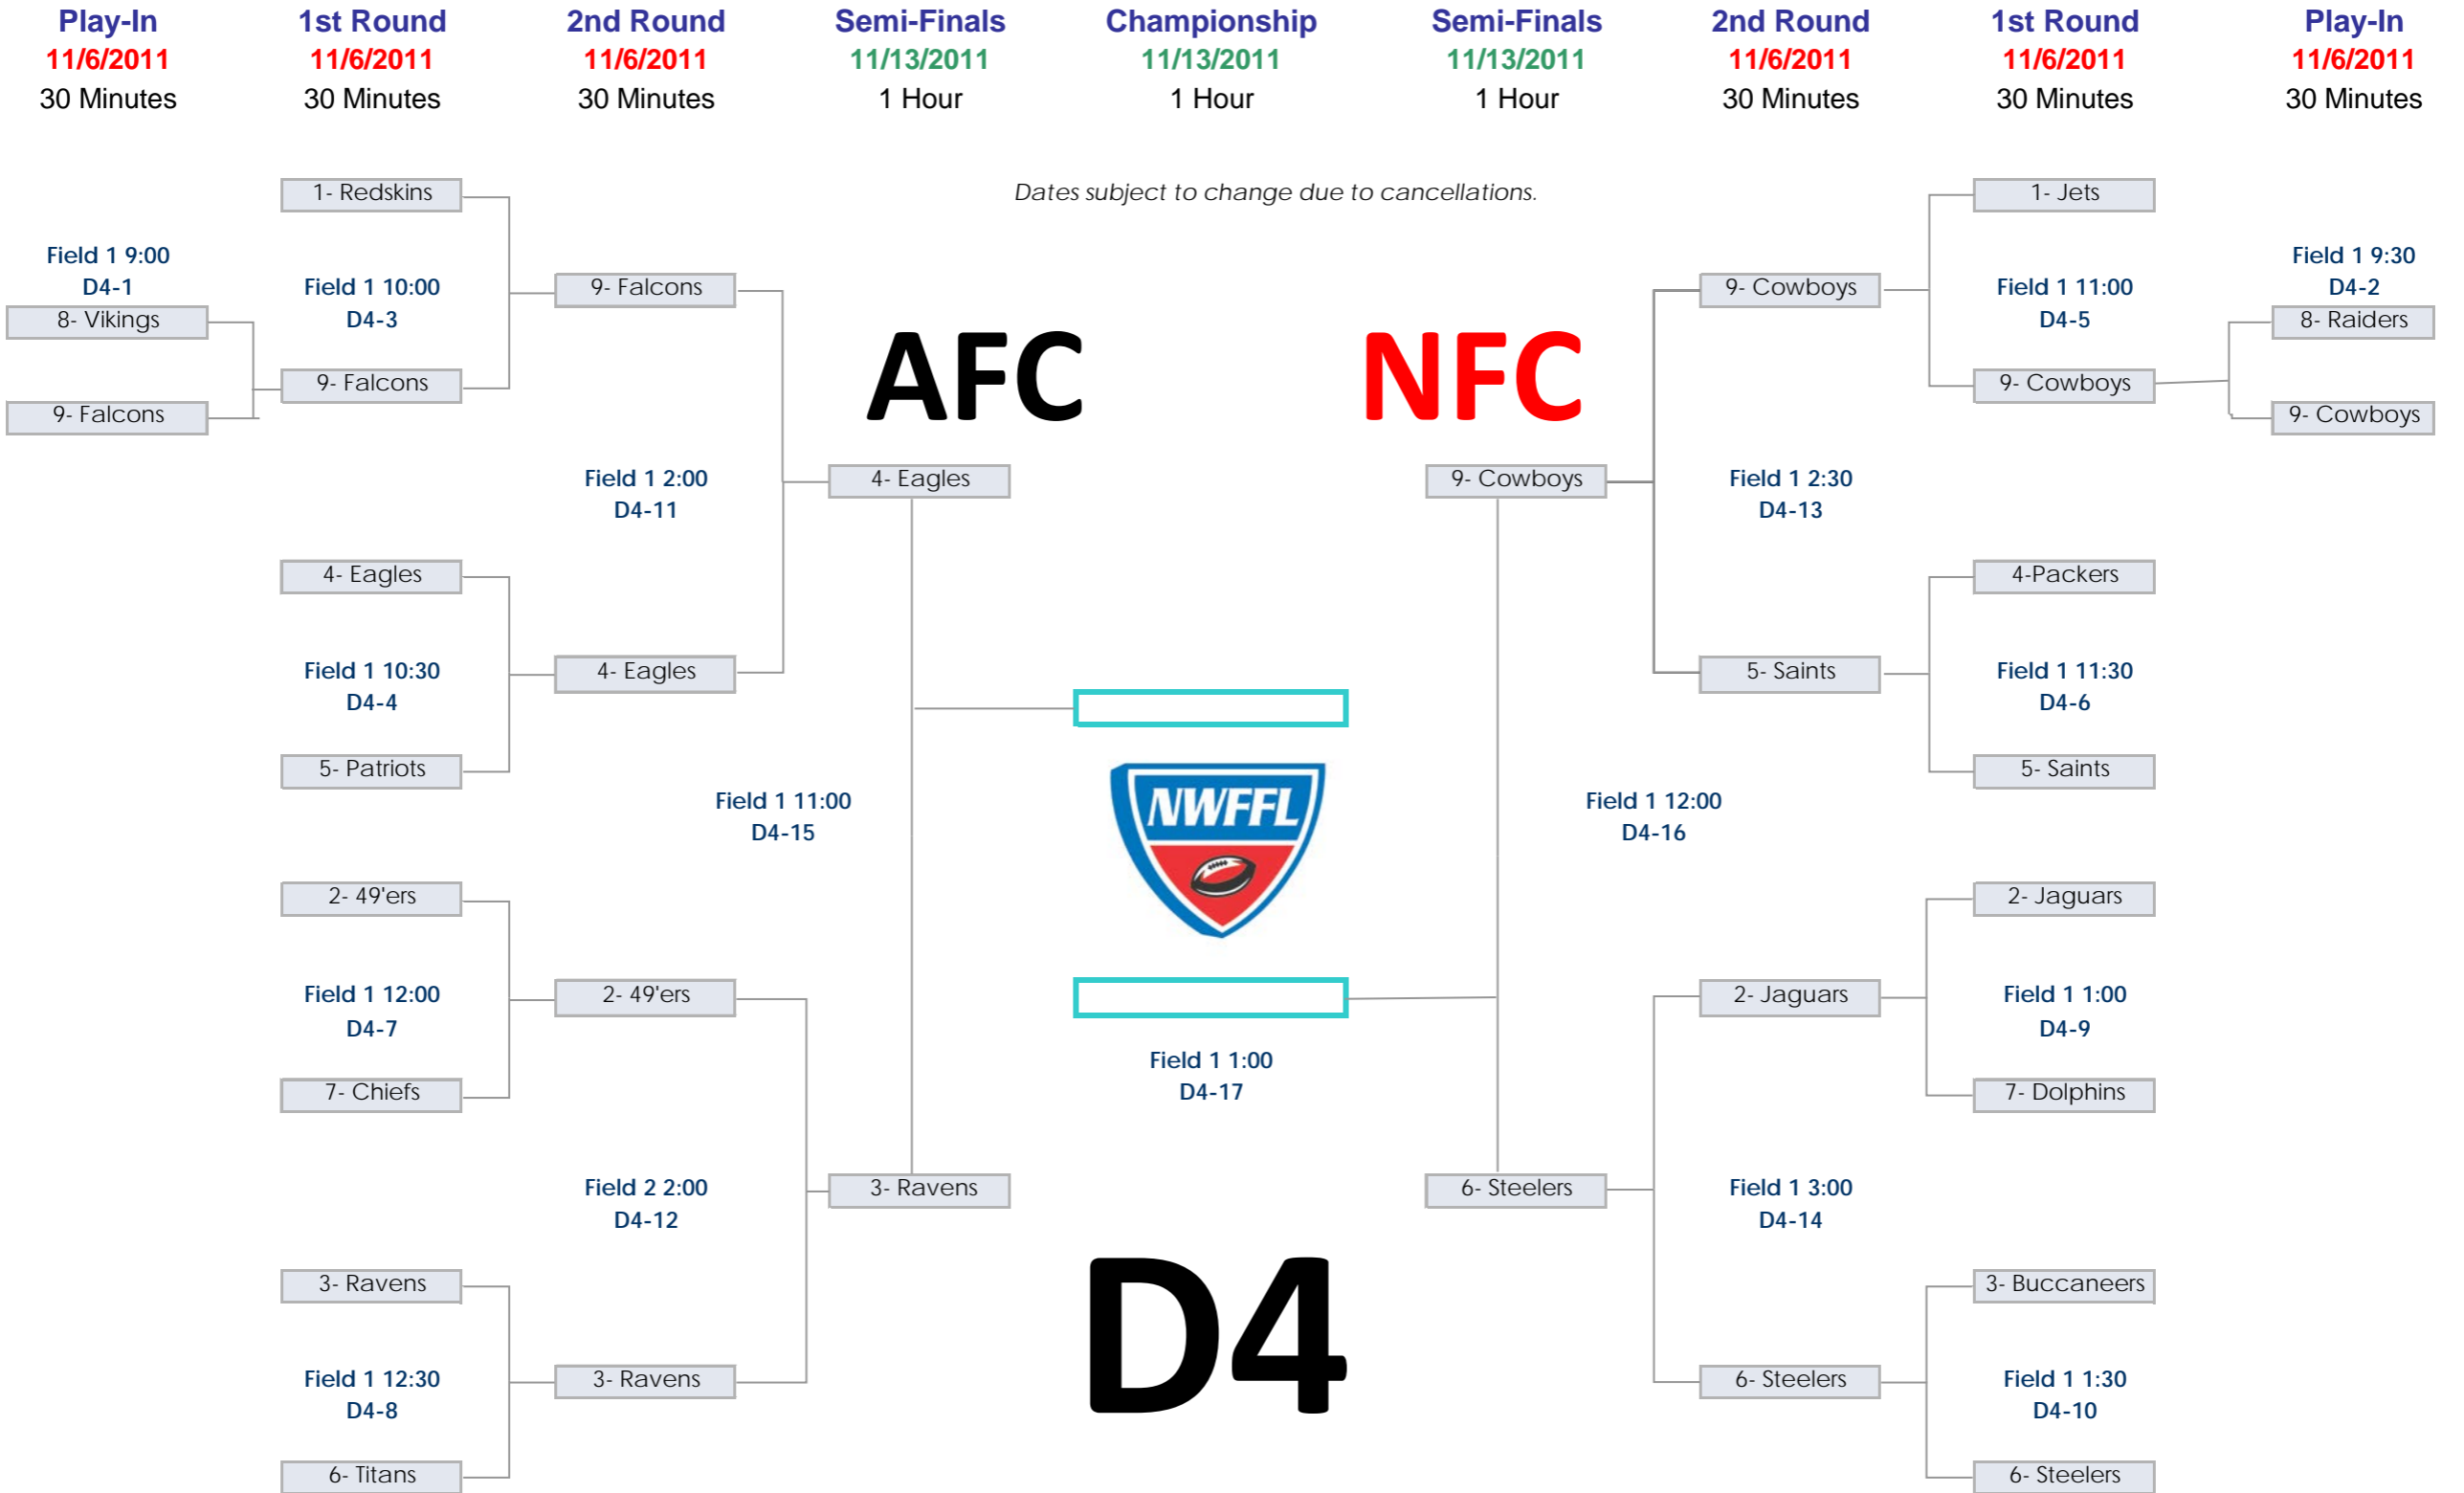 Play-In 1st Round 2nd Round Semi-Finals Championship Semi-Finals 2nd Round 1st Round Play-In
11/6/2011 11/6/2011 11/6/2011 11/13/2011 11/13/2011 11/13/2011 11/6/2011 11/6/2011 11/6/2011
30 Minutes 30 Minutes 30 Minutes 1 Hour 1 Hour 1 Hour 30 Minutes 30 Minutes 30 Minutes
1- Redskins Dates subject to change due to cancellations. 1- Jets
Field 1 9:00 Field 1 9:30
D4-1 Field 1 10:00 9- Falcons 9- Cowboys Field 1 11:00 D4-2
8- Vikings D4-3 D4-5 8- Raiders
AFC NFC
9- Falcons 9- Cowboys
9- Falcons 9- Cowboys
Field 1 2:00 4- Eagles 9- Cowboys Field 1 2:30
D4-11 D4-13
4- Eagles 4-Packers
Field 1 10:30 4- Eagles 5- Saints Field 1 11:30
D4-4 D4-6
5- Patriots 5- Saints
Field 1 11:00 NWFFL Field 1 12:00
D4-15 D4-16
2- 49'ers 2- Jaguars
Field 1 12:00 2- 49'ers 2- Jaguars Field 1 1:00
D4-7 D4-9
Field 1 1:00
7- Chiefs D4-17 7- Dolphins
Field 2 2:00 3- Ravens 6- Steelers Field 1 3:00
D4-12 D4-14
3- Ravens 3- Buccaneers
D4
Field 1 12:30 3- Ravens 6- Steelers Field 1 1:30
D4-8 D4-10
6- Titans 6- Steelers